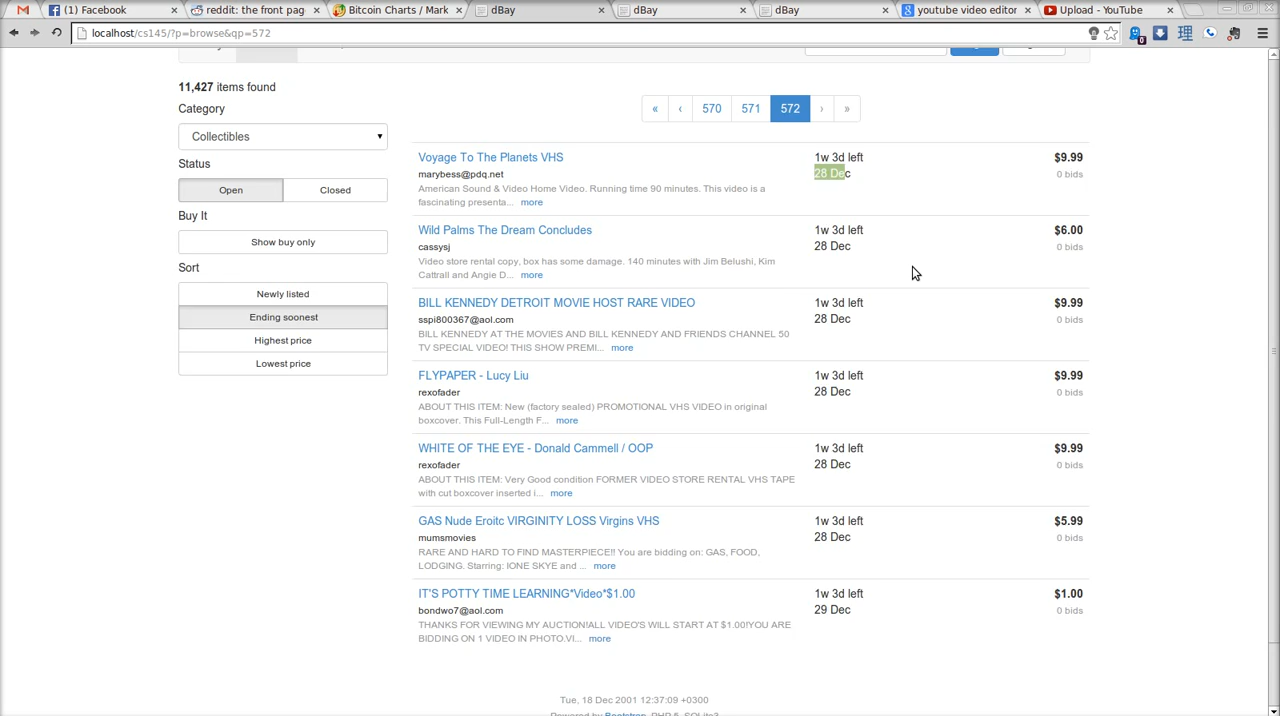 Facebook
reddit: the front pag
Bitcoin Charts / Mark
dBay
dBay
dBay
youtube video editor
Upload - YouTube
localhost/cs145/?p=browse&qp=572
11,427 items found
Category
Collectibles
Status
Open
Closed
Buy It
Show buy only
Sort
Newly listed
Ending soonest
Highest price
Lowest price
« ‹ 570 571 572 › »
Voyage To The Planets VHS
marybess@pdq.net
American Sound & Video Home Video. Running time 90 minutes. This video is a
fascinating presenta... more
1w 3d left
28 Dec
$9.99
0 bids
Wild Palms The Dream Concludes
cassysj
Video store rental copy, box has some damage. 140 minutes with Jim Belushi, Kim
Cattrall and Angie D... more
1w 3d left
28 Dec
$6.00
0 bids
BILL KENNEDY DETROIT MOVIE HOST RARE VIDEO
sspi800367@aol.com
BILL KENNEDY AT THE MOVIES AND BILL KENNEDY AND FRIENDS CHANNEL 50
TV SPECIAL VIDEO! THIS SHOW PREMI... more
1w 3d left
28 Dec
$9.99
0 bids
FLYPAPER - Lucy Liu
rexofader
ABOUT THIS ITEM: New (factory sealed) PROMOTIONAL VHS VIDEO in original
boxcover. This Full-Length F... more
1w 3d left
28 Dec
$9.99
0 bids
WHITE OF THE EYE - Donald Cammell / OOP
rexofader
ABOUT THIS ITEM: Very Good condition FORMER VIDEO STORE RENTAL VHS TAPE
with cut boxcover inserted i... more
1w 3d left
28 Dec
$9.99
0 bids
GAS Nude Eroitc VIRGINITY LOSS Virgins VHS
mumsmovies
RARE AND HARD TO FIND MASTERPIECE!! You are bidding on: GAS, FOOD,
LODGING. Starring: IONE SKYE and ... more
1w 3d left
28 Dec
$5.99
0 bids
IT'S POTTY TIME LEARNING*Video*$1.00
bondwo7@aol.com
THANKS FOR VIEWING MY AUCTION!ALL VIDEO'S WILL START AT $1.00!YOU ARE
BIDDING ON 1 VIDEO IN PHOTO.VI... more
1w 3d left
29 Dec
$1.00
0 bids
Tue, 18 Dec 2001 12:37:09 +0300
Powered by Bootstrap, PHP 5, SQLite3